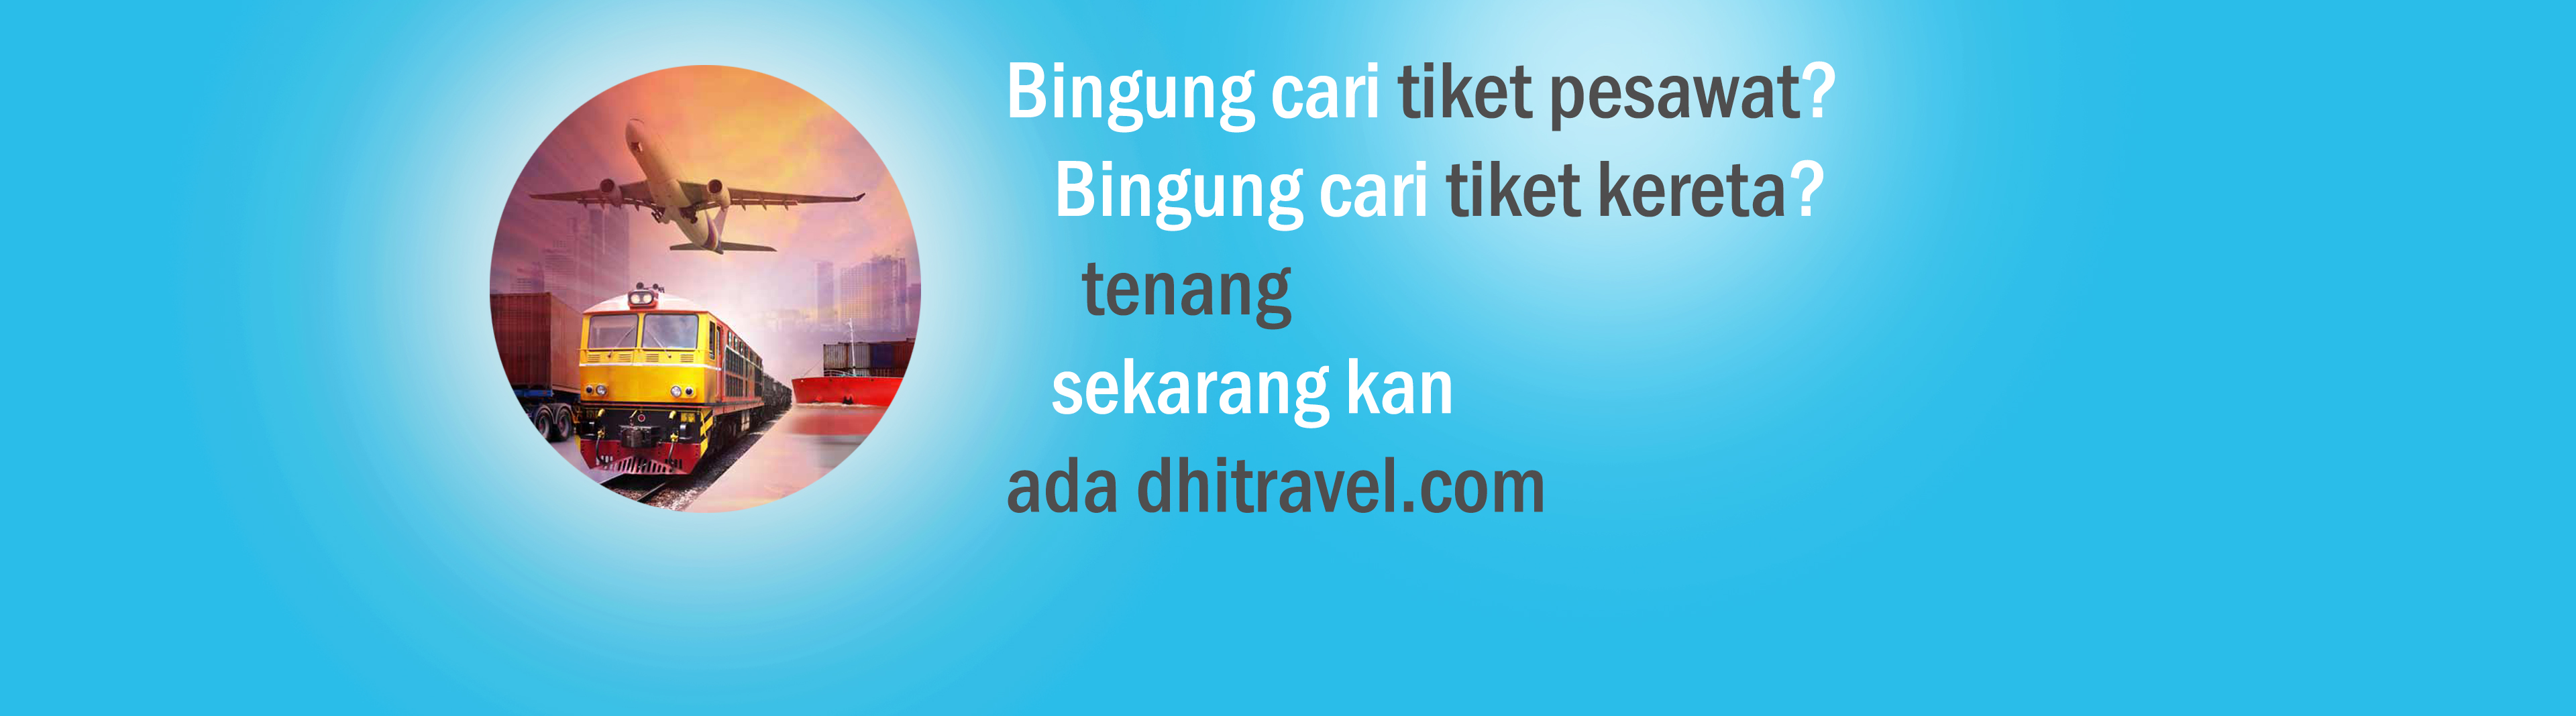 Bingung cari tiket pesawat?
Bingung cari tiket kereta?
tenang
sekarang kan
ada dhitravel.com